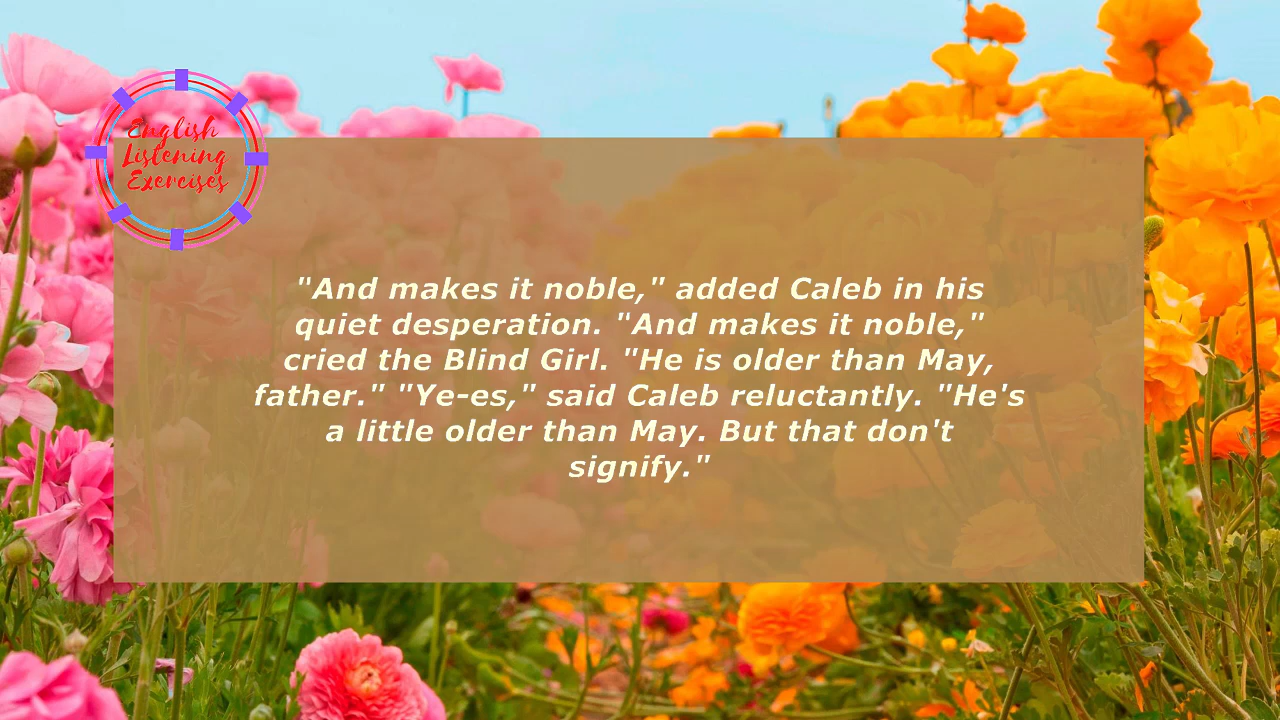 English
Listening
Exercises
"And makes it noble," added Caleb in his
quiet desperation. "And makes it noble,"
cried the Blind Girl. "He is older than May,
father." "Ye-es," said Caleb reluctantly. "He's
a little older than May. But that don't
signify."